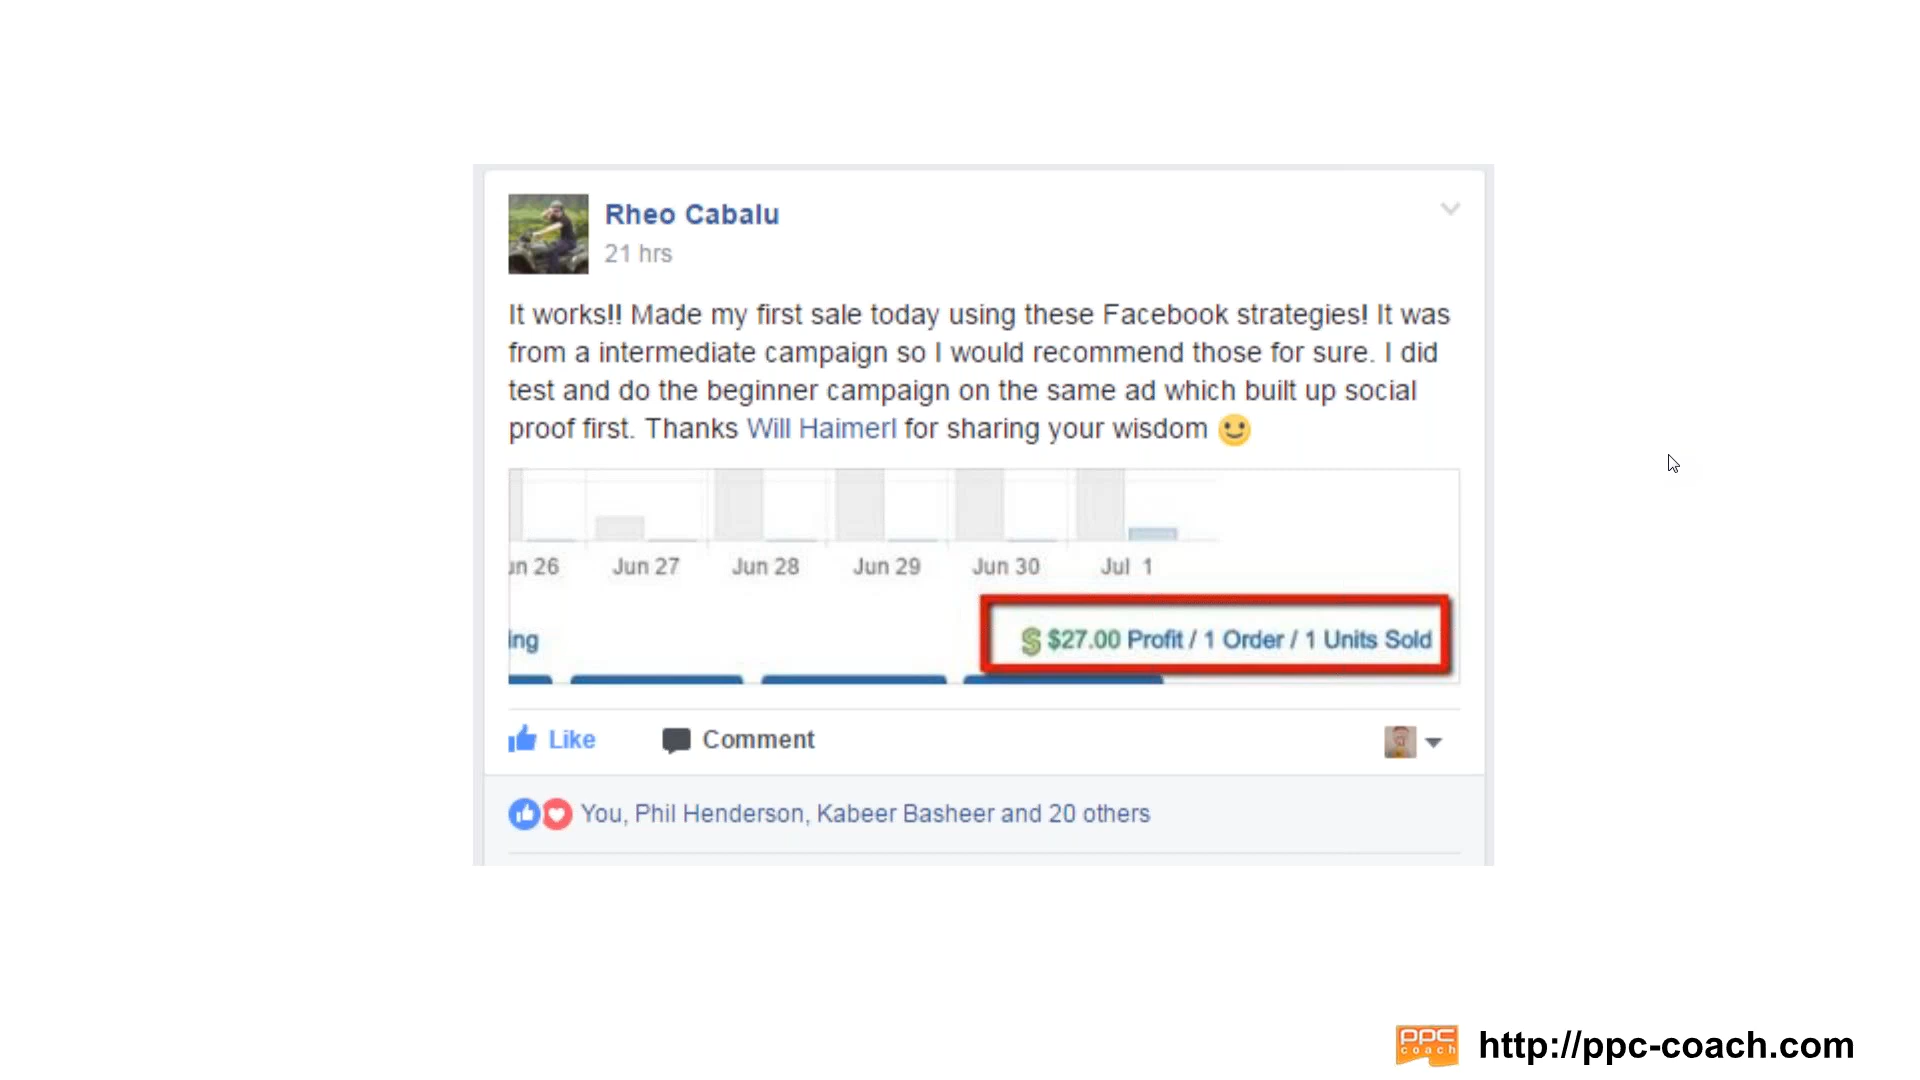 Rheo Cabalu
21 hrs
It works!! Made my first sale today using these Facebook strategies! It was
from a intermediate campaign so I would recommend those for sure. I did
test and do the beginner campaign on the same ad which built up social
proof first. Thanks Will Haimerl for sharing your wisdom
un 26 Jun 27 Jun 28 Jun 29 Jun 30 Jul 1
ing
$27.00 Profit / 1 Order / 1 Units Sold
Like Comment
You, Phil Henderson, Kabeer Basheer and 20 others
ppc
coach
http://ppc-coach.com